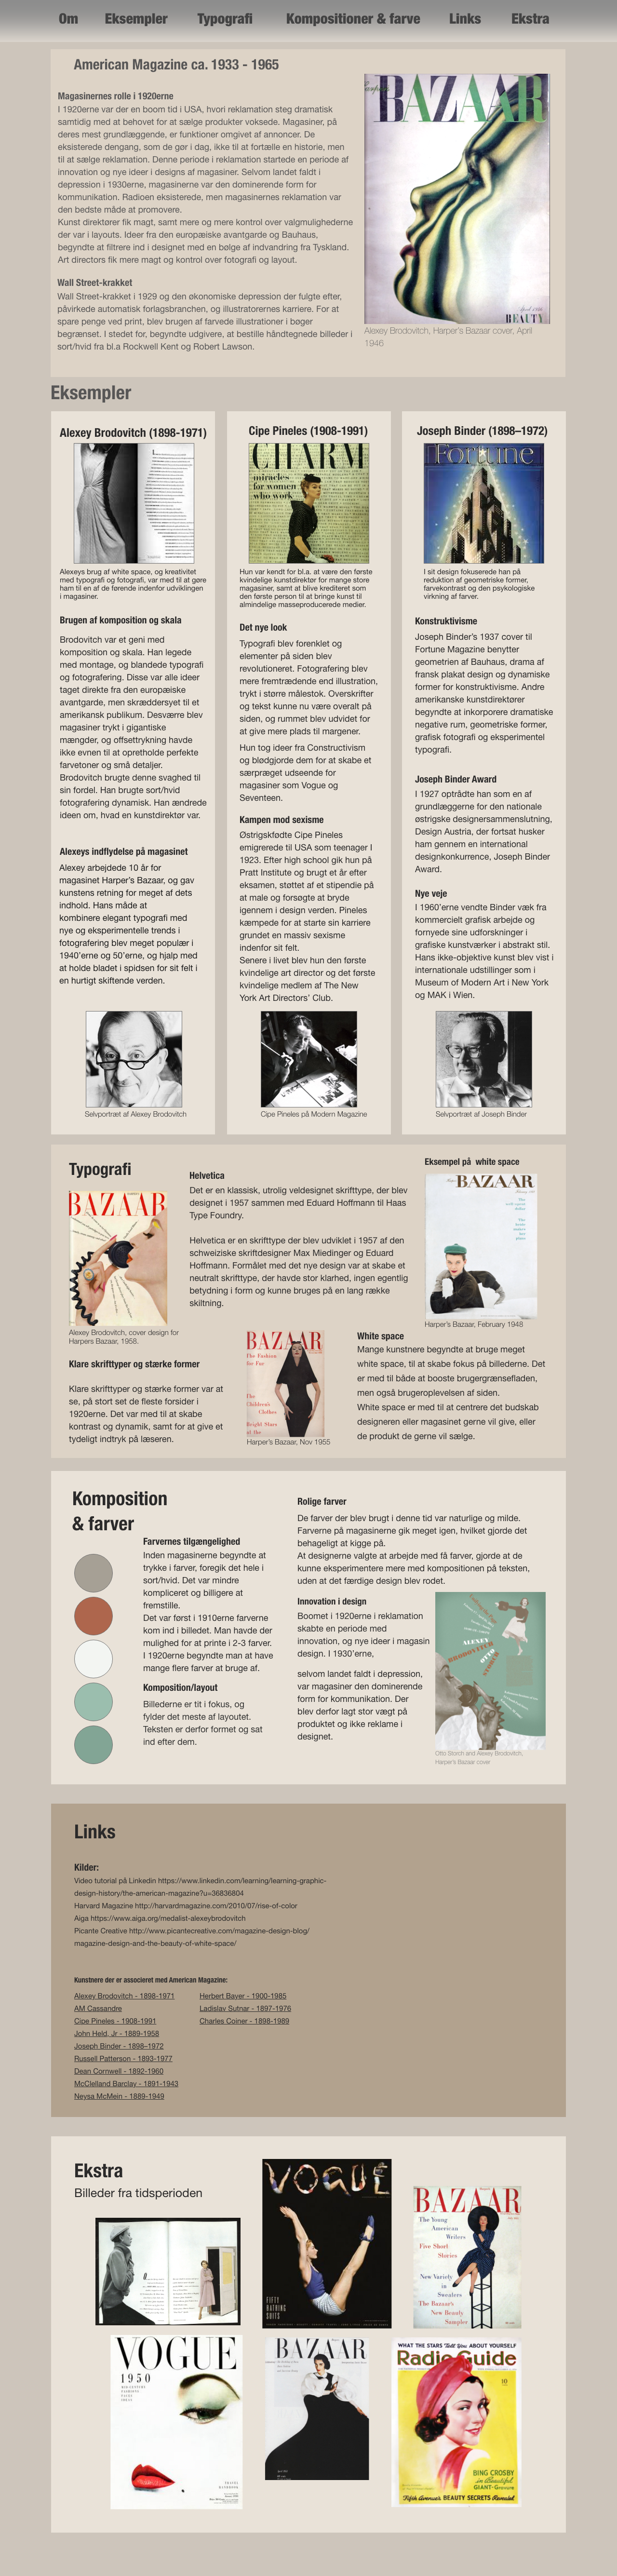 Om Eksempler Typografi Kompositioner & farve Links Ekstra
American Magazine ca. 1933 - 1965
Magasinernes rolle i 1920erne
I 1920erne var der en boom tid i USA, hvori reklamation steg dramatisk
samtidig med at behovet for at sælge produkter voksede. Magasiner, på
deres mest grundlæggende, er funktioner omgivet af annoncer. De
eksisterede dengang, som de gør i dag, ikke til at fortælle en historie, men
til at sælge reklamation. Denne periode i reklamation startede en periode af
innovation og nye ideer i designs af magasiner. Selvom landet faldt i
depression i 1930erne, magasinerne var den dominerende form for
kommunikation. Radioen eksisterede, men magasinernes reklamation var
den bedste måde at promovere.
Kunst direktører fik magt, samt mere og mere kontrol over valgmulighederne
der var i layouts. Ideer fra den europæiske avantgarde og Bauhaus,
begyndte at filtrere ind i designet med en bølge af indvandring fra Tyskland.
Art directors fik mere magt og kontrol over fotografi og layout.
Wall Street-krakket
Wall Street-krakket i 1929 og den økonomiske depression der fulgte efter,
påvirkede automatisk forlagsbranchen, og illustratorernes karriere. For at
spare penge ved print, blev brugen af farvede illustrationer i bøger
begrænset. I stedet for, begyndte udgivere, at bestille håndtegnede billeder i
sort/hvid fra bl.a Rockwell Kent og Robert Lawson.
BAZAAR
April 1946
BEAUTY
Alexey Brodovitch, Harper's Bazaar cover, April
1946
Eksempler
Alexey Brodovitch (1898-1971)
Alexeys brug af white space, og kreativitet
med typografi og fotografi, var med til at gøre
ham til en af de førende indenfor udviklingen
i magasiner.
Brugen af komposition og skala
Brodovitch var et geni med
komposition og skala. Han legede
med montage, og blandede typografi
og fotografering. Disse var alle ideer
taget direkte fra den europæiske
avantgarde, men skræddersyet til et
amerikansk publikum. Desværre blev
magasiner trykt i gigantiske
mængder, og offsettrykning havde
ikke evnen til at opretholde perfekte
farvetoner og små detaljer.
Brodovitch brugte denne svaghed til
sin fordel. Han brugte sort/hvid
fotografering dynamisk. Han ændrede
ideen om, hvad en kunstdirektør var.
Alexeys indflydelse på magasinet
Alexey arbejdede 10 år for
magasinet Harper's Bazaar, og gav
kunstens retning for meget af dets
indhold. Hans måde at
kombinere elegant typografi med
nye og eksperimentelle trends i
fotografering blev meget populær i
1940'erne og 50'erne, og hjalp med
at holde bladet i spidsen for sit felt i
en hurtigt skiftende verden.
Selvportræt af Alexey Brodovitch
Cipe Pineles (1908-1991)
CHARM
miracles
for women
who work
Hun var kendt for bl.a. at være den første
kvindelige kunstdirektør for mange store
magasiner, samt at blive krediteret som
den første person til at bringe kunst til
almindelige masseproducerede medier.
Det nye look
Typografi blev forenklet og
elementer på siden blev
revolutioneret. Fotografering blev
mere fremtrædende end illustration,
trykt i større målestok. Overskrifter
og tekst kunne nu være overalt på
siden, og rummet blev udvidet for
at give mere plads til margener.
Hun tog ideer fra Constructivism
og blødgjorde dem for at skabe et
særpræget udseende for
magasiner som Vogue og
Seventeen.
Kampen mod sexisme
Østrigskfødte Cipe Pineles
emigrerede til USA som teenager I
1923. Efter high school gik hun på
Pratt Institute og brugt et år efter
eksamen, støttet af et stipende på
at male og forsøgte at bryde
igennem i design verden. Pineles
kæmpede for at starte sin karriere
grundet en massiv sexisme
indenfor sit felt.
Senere i livet blev hun den første
kvindelige art director og det første
kvindelige medlem af The New
York Art Directors' Club.
Cipe Pineles på Modern Magazine
Joseph Binder (1898–1972)
Fortune
I sit design fokuserede han på
reduktion af geometriske former,
farvekontrast og den psykologiske
virkning af farver.
Konstruktivisme
Joseph Binder's 1937 cover til
Fortune Magazine benytter
geometrien af Bauhaus, drama af
fransk plakat design og dynamiske
former for konstruktivisme. Andre
amerikanske kunstdirektører
begyndte at inkorporere dramatiske
negative rum, geometriske former,
grafisk fotografi og eksperimentel
typografi.
Joseph Binder Award
I 1927 optrådte han som en af
grundlæggerne for den nationale
østrigske designersammenslutning,
Design Austria, der fortsat husker
ham gennem en international
designkonkurrence, Joseph Binder
Award.
Nye veje
I 1960'erne vendte Binder væk fra
kommercielt grafisk arbejde og
fornyede sine udforskninger i
grafiske kunstværker i abstrakt stil.
Hans ikke-objektive kunst blev vist i
internationale udstillinger som i
Museum of Modern Art i New York
og MAK i Wien.
Selvportræt af Joseph Binder
Typografi
BAZAAR
Alexey Brodovitch, cover design for
Harpers Bazaar, 1958.
Helvetica
Det er en klassisk, utrolig veldesignet skrifttype, der blev
designet i 1957 sammen med Eduard Hoffmann til Haas
Type Foundry.
Helvetica er en skrifttype der blev udviklet i 1957 af den
schweiziske skriftdesigner Max Miedinger og Eduard
Hoffmann. Formålet med det nye design var at skabe et
neutralt skrifttype, der havde stor klarhed, ingen egentlig
betydning i form og kunne bruges på en lang række
skiltning.
Eksempel på white space
BAZAAR
Harper's Bazaar, February 1948
Klare skrifttyper og stærke former
Klare skrifttyper og stærke former var at
se, på stort set de fleste forsider i
1920erne. Det var med til at skabe
kontrast og dynamik, samt for at give et
tydeligt indtryk på læseren.
BAZAAR
The Fashion
for Fur
The
Children's
Clothes
Bright Stars
of the
Harper's Bazaar, Nov 1955
White space
Mange kunstnere begyndte at bruge meget
white space, til at skabe fokus på billederne. Det
er med til både at booste brugergrænsefladen,
men også brugeroplevelsen af siden.
White space er med til at centrere det budskab
designeren eller magasinet gerne vil give, eller
de produkt de gerne vil sælge.
Komposition
& farver
Farvernes tilgængelighed
Inden magasinerne begyndte at
trykke i farver, foregik det hele i
sort/hvid. Det var mindre
kompliceret og billigere at
fremstille.
Det var først i 1910erne farverne
kom ind i billedet. Man havde der
mulighed for at printe i 2-3 farver.
I 1920erne begyndte man at have
mange flere farver at bruge af.
Komposition/layout
Billederne er tit i fokus, og
fylder det meste af layoutet.
Teksten er derfor formet og sat
ind efter dem.
Rolige farver
De farver der blev brugt i denne tid var naturlige og milde.
Farverne på magasinerne gik meget igen, hvilket gjorde det
behageligt at kigge på.
At designerne valgte at arbejde med få farver, gjorde at de
kunne eksperimentere mere med kompositionen på teksten,
uden at det færdige design blev rodet.
Innovation i design
Boomet i 1920erne i reklamation
skabte en periode med
innovation, og nye ideer i magasin
design. I 1930'erne,
selvom landet faldt i depression,
var magasiner den dominerende
form for kommunikation. Der
blev derfor lagt stor vægt på
produktet og ikke reklame i
designet.
ALEXEY
BRODOVITCH
OTTO
STORCH
Otto Storch and Alexey Brodovitch,
Harper's Bazaar cover
Links
Kilder:
Video tutorial på Linkedin https://www.linkedin.com/learning/learning-graphic-
design-history/the-american-magazine?u=36836804
Harvard Magazine http://harvardmagazine.com/2010/07/rise-of-color
Aiga https://www.aiga.org/medalist-alexeybrodovitch
Picante Creative http://www.picantecreative.com/magazine-design-blog/
magazine-design-and-the-beauty-of-white-space/
Kunstnere der er associeret med American Magazine:
Alexey Brodovitch - 1898-1971
AM Cassandre
Cipe Pineles - 1908-1991
John Held, Jr - 1889-1958
Joseph Binder - 1898–1972
Russell Patterson - 1893-1977
Dean Cornwell - 1892-1960
McClelland Barclay - 1891-1943
Neysa McMein - 1889-1949
Herbert Bayer - 1900-1985
Ladislav Sutnar - 1897-1976
Charles Coiner - 1898-1989
Ekstra
Billeder fra tidsperioden
VOGUE
FIFTY
BATHING
SUITS
BAZAAR
The Young
American
Writers
Five Short
Stories
New Variety
in
Sweaters
The Bazaar's
New Beauty
Sampler
VOGUE
1950
BAZAAR
WHAT THE STARS Tell You ABOUT YOURSELF
Radio Guide
10
BING CROSBY
in Beautiful
GIANT-Gravure
Fifth Avenue's BEAUTY SECRETS Revealed